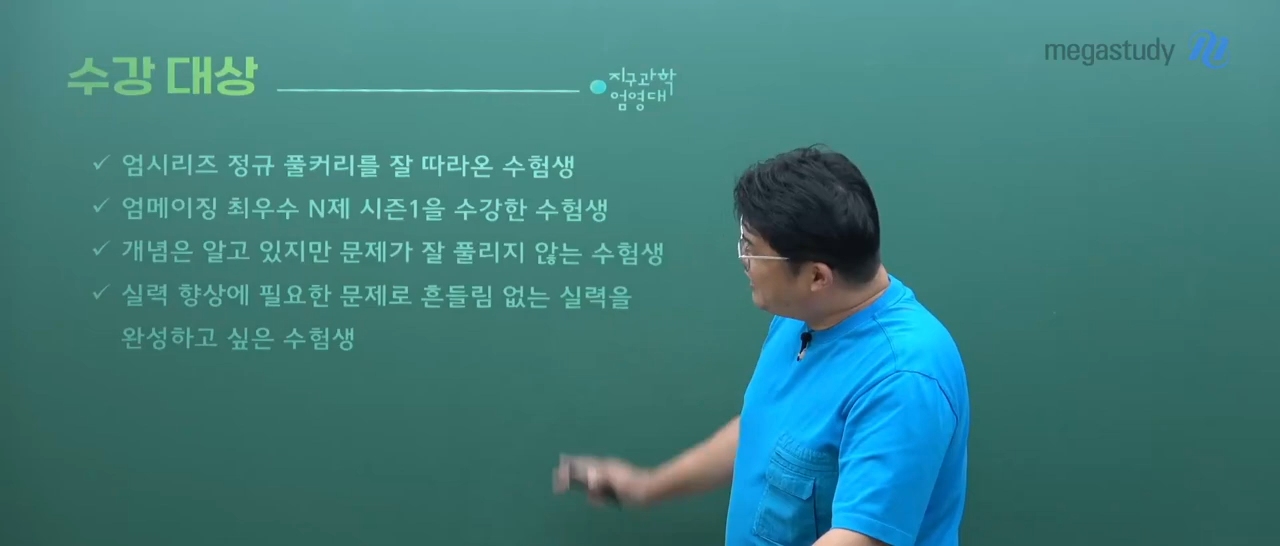 수강 대상
지구과학
엄영대
megastudy
✓ 엄시리즈 정규 풀커리를 잘 따라온 수험생
✓ 엄메이징 최우수 N제 시즌1을 수강한 수험생
✓ 개념은 알고 있지만 문제가 잘 풀리지 않는 수험생
✓ 실력 향상에 필요한 문제로 흔들림 없는 실력을
완성하고 싶은 수험생